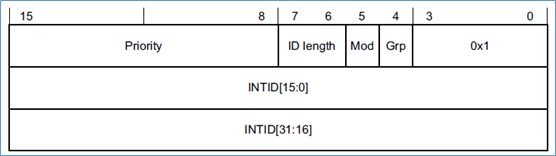 15 8 7 6 5 4 3 0
Priority ID length Mod Grp 0x1
INTID[15:0]
INTID[31:16]